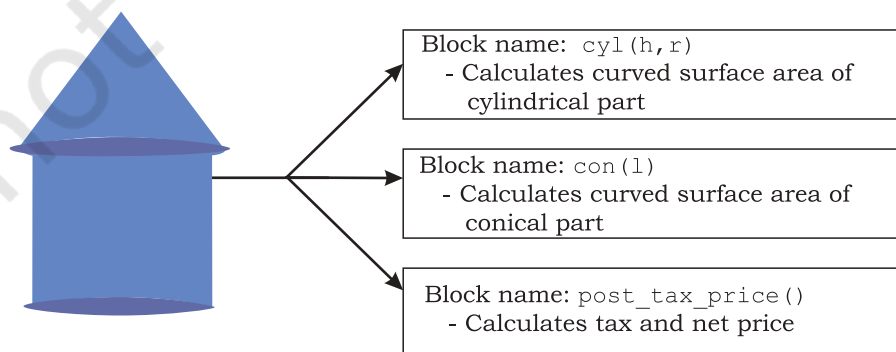 not
Block name: cyl(h,r)
- Calculates curved surface area of
cylindrical part
Block name: con(l)
- Calculates curved surface area of
conical part
Block name: post_tax_price()
- Calculates tax and net price